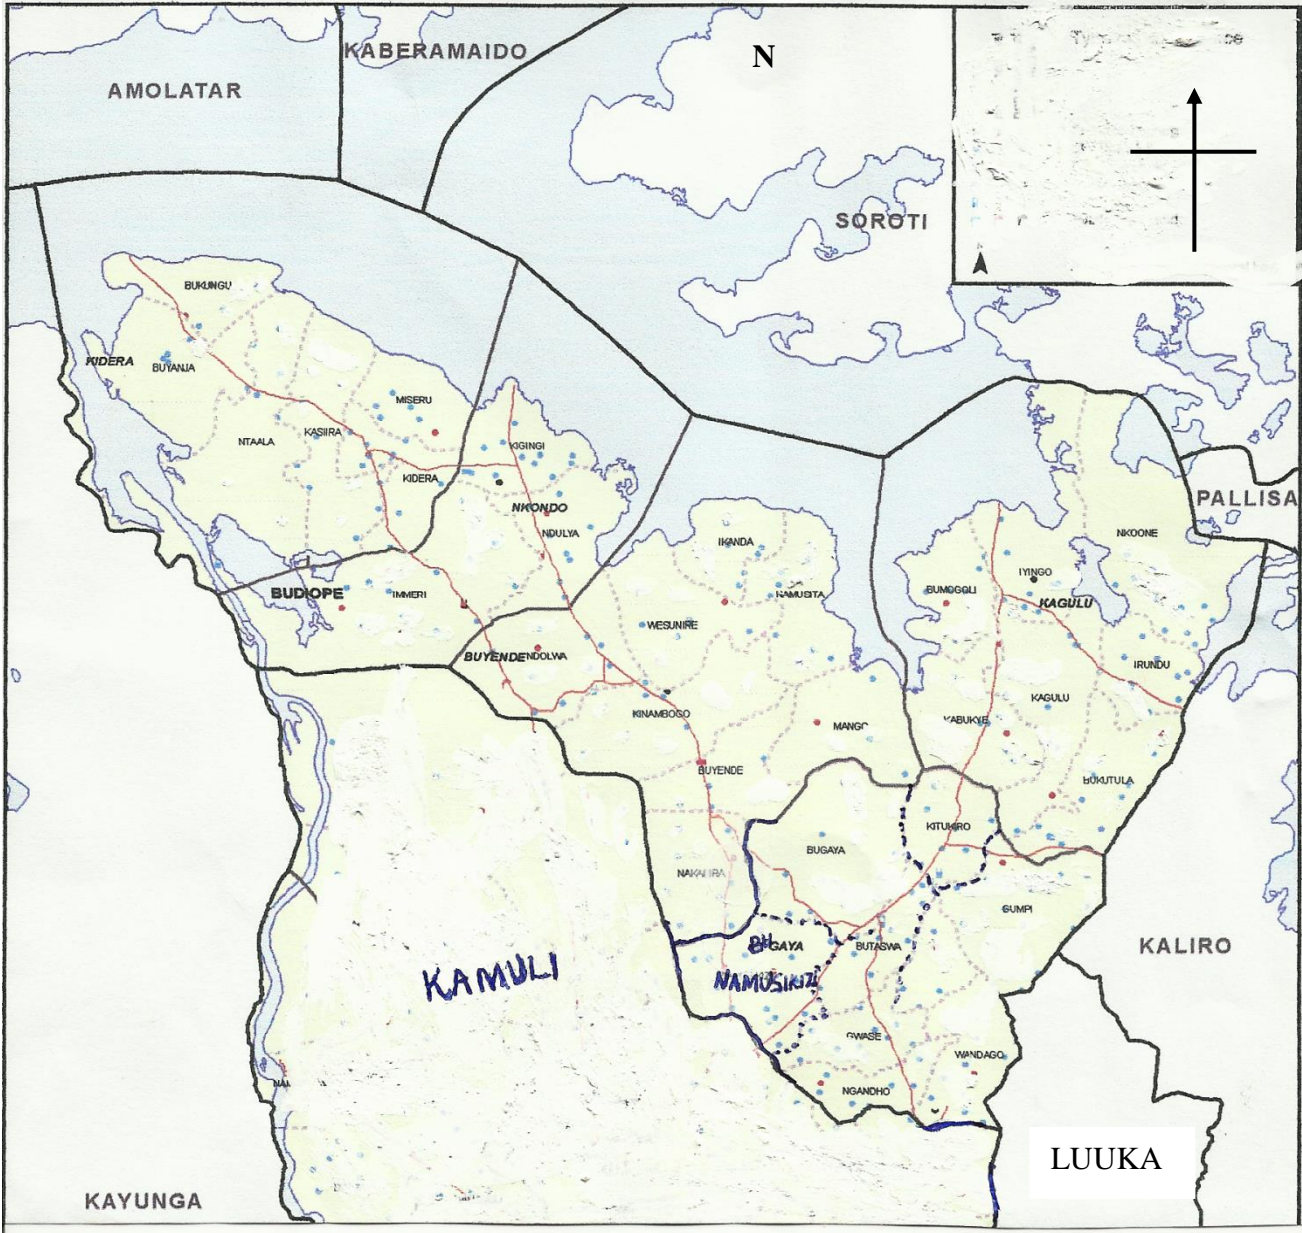 KABERAMAIDO
N
AMOLATAR
SOROTI
BUKUNGU
KIDERA
BUYANJA
MISERU
NTAALA
KASIIRA
KIGINGI
KIDERA
PALLISA
NKONDO
NDULYA
IKANDA
NKOONE
IYINGO
BUDIOPE
IMMERI
NAMUSITA
BUMOGOLI
KAGULU
WESUNIRE
BUYENDE
NDOLWA
IRUNDU
KAGULU
KINAMBOGO
MANGO
KABUKYE
BUYENDE
BUKUTULA
KITUKIRO
BUGAYA
NAKALIRA
GUMPI
BUGAYA
BUTASWA
KALIRO
KAMULI
NAMUSIKIZI
GWASE
WANDAGO
NGANDHO
LUUKA
KAYUNGA